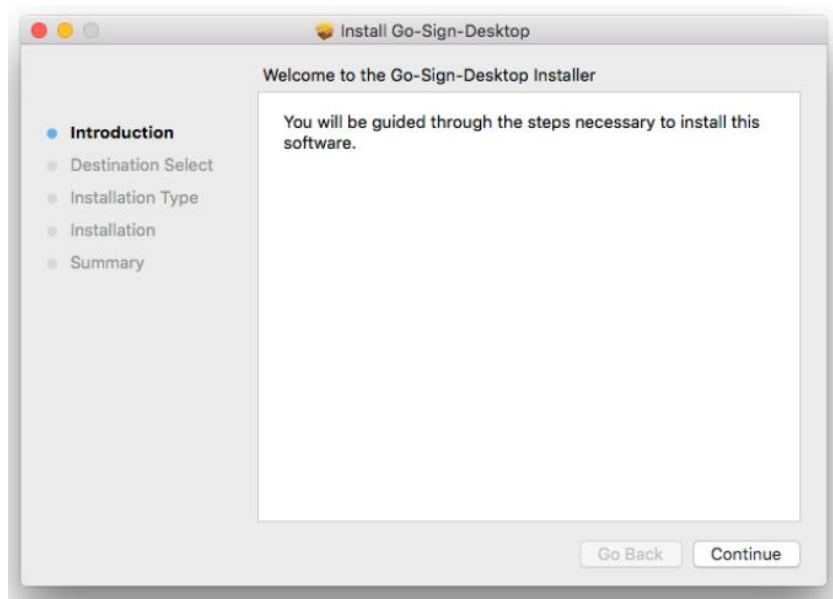 Install Go-Sign-Desktop
Welcome to the Go-Sign-Desktop Installer
Introduction
Destination Select
Installation Type
Installation
Summary
You will be guided through the steps necessary to install this
software.
Go Back
Continue